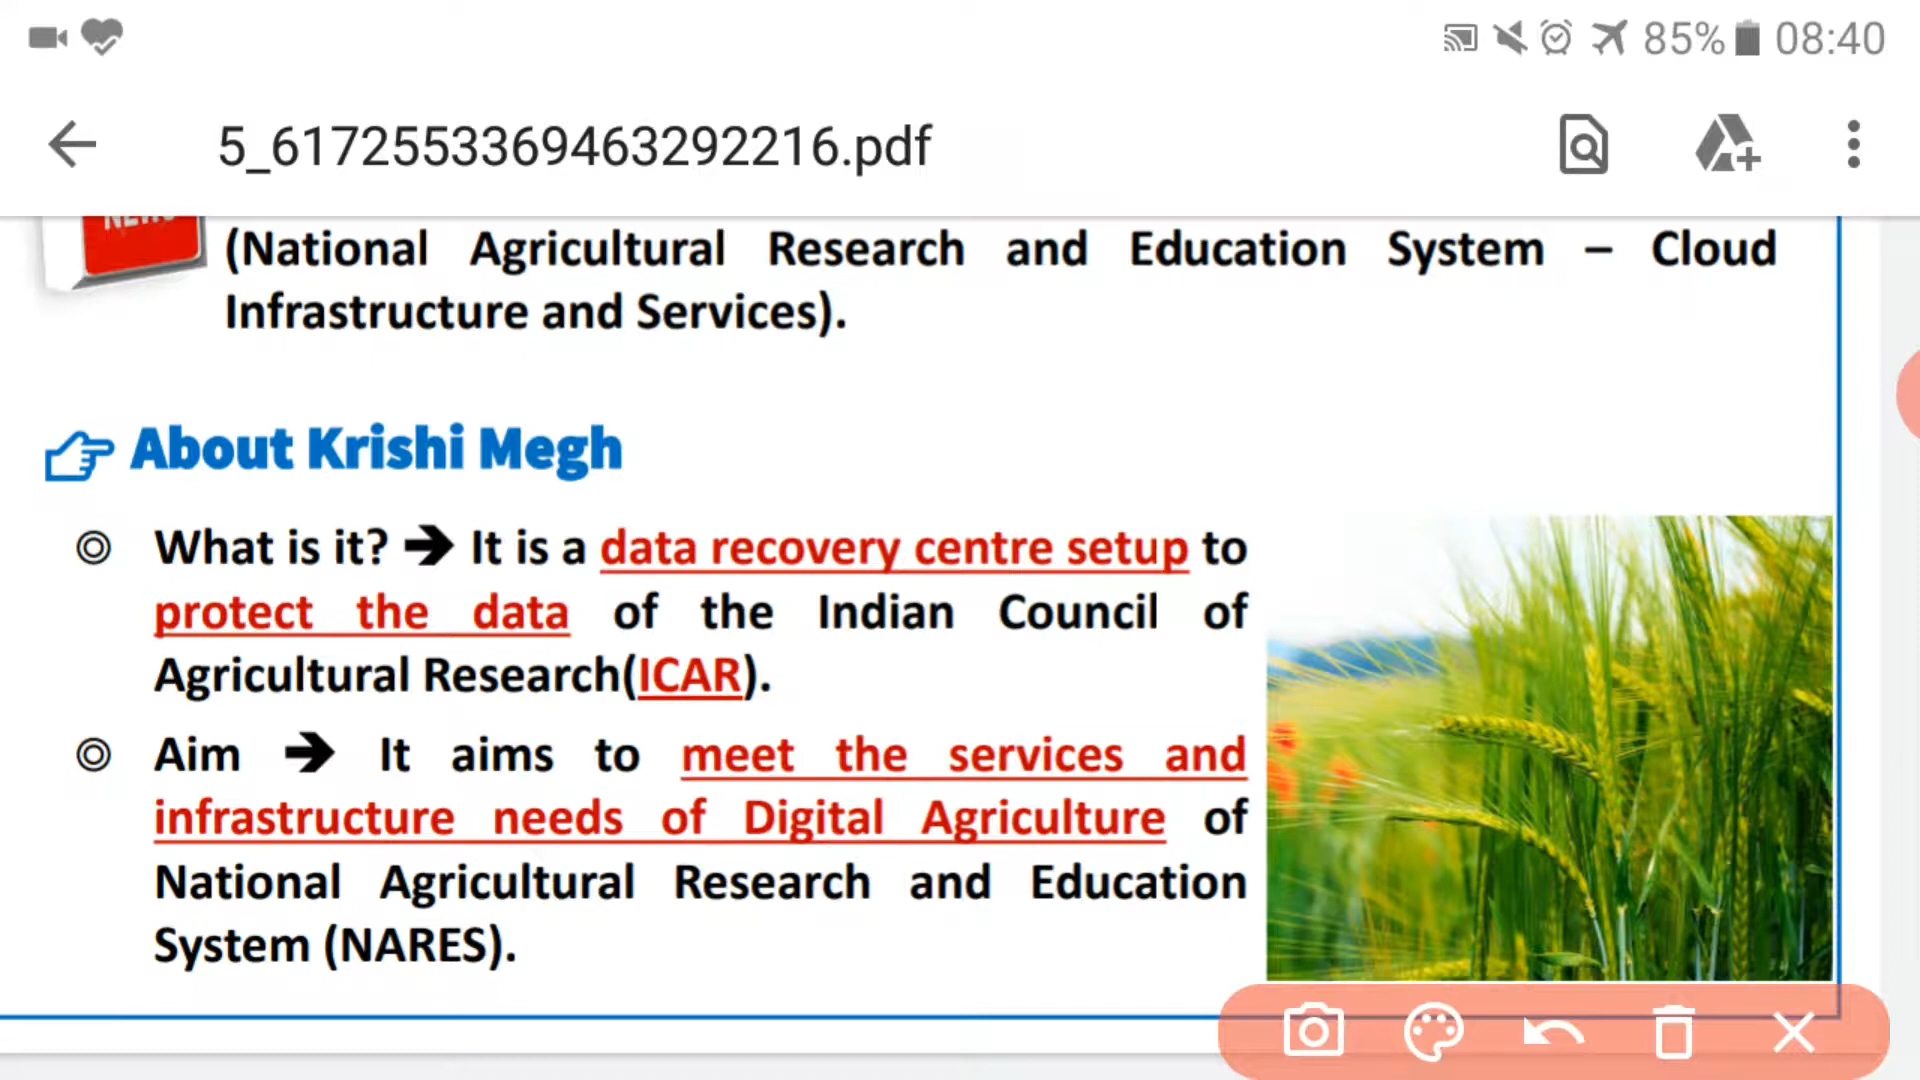 85% 08:40
5_6172553369463292216.pdf
NEWS
(National Agricultural Research and Education System – Cloud
Infrastructure and Services).
About Krishi Megh
What is it? ➔ It is a data recovery centre setup to
protect the data of the Indian Council of
Agricultural Research(ICAR).
Aim ➔ It aims to meet the services and
infrastructure needs of Digital Agriculture of
National Agricultural Research and Education
System (NARES).